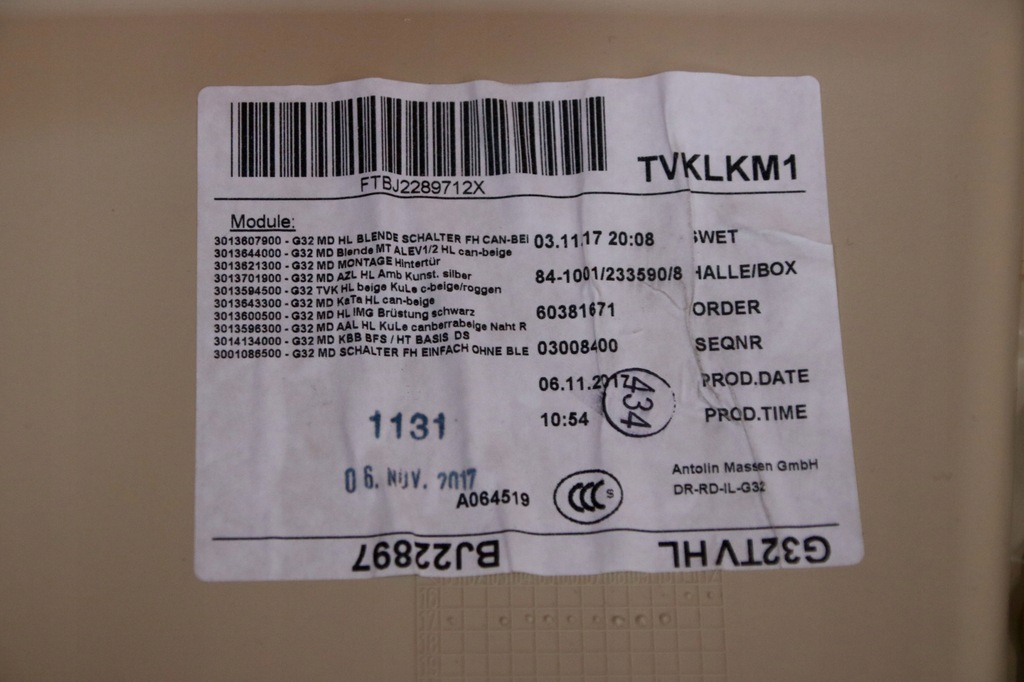 FTBJ2289712X
TVKLKM1
Module:
3013607900 - G32 MD HL BLENDE SCHALTER FH CAN-BEI
3013644000 - G32 MD Blende MT ALEV1/2 HL can-beige
3013621300 - G32 MD MONTAGE Hintertür
3013701900 - G32 MD AZL HL Amb Kunst. silber
3013594500 - G32 TVK HL beige KuLe c-beige/roggen
3013643300 - G32 MD KaTa HL can-beige
3013600500 - G32 MD HL IMG Brüstung schwarz
3013596300 - G32 MD AAL HL KuLe canberrabeige Naht R
3014134000 - G32 MD KBB BFS / HT BASIS DS
3001086500 - G32 MD SCHALTER FH EINFACH OHNE BLE
03.11.17 20:08 SWET
84-1001/233590/8 HALLE/BOX
60381671 ORDER
03008400 SEQNR
06.11.2017 PROD.DATE
10:54 PROD.TIME
434
1131
06. NOV. 2017
A064519
CCC S
Antolin Massen GmbH
DR-RD-IL-G32
G32TVHL BJ22897